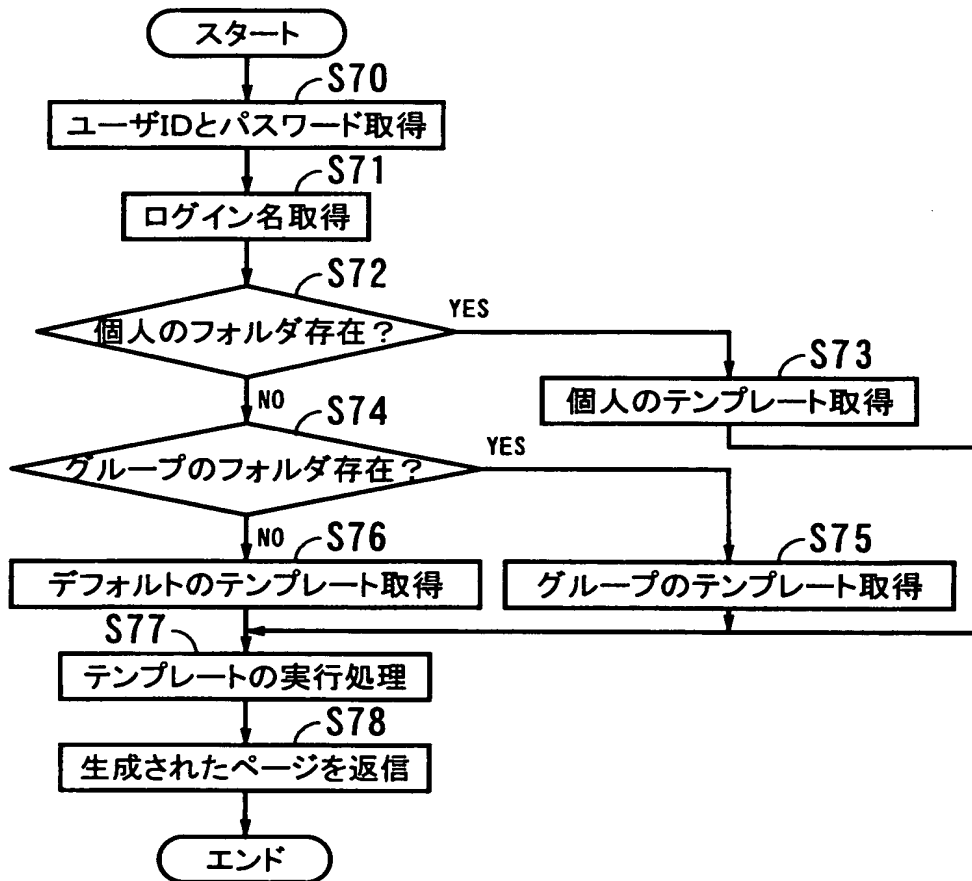 スタート
S70
ユーザIDとパスワード取得
S71
ログイン名取得
S72
個人のフォルダ存在?
YES
S73
個人のテンプレート取得
NO
S74
グループのフォルダ存在?
YES
S75
グループのテンプレート取得
NO
S76
デフォルトのテンプレート取得
S77
テンプレートの実行処理
S78
生成されたページを返信
エンド